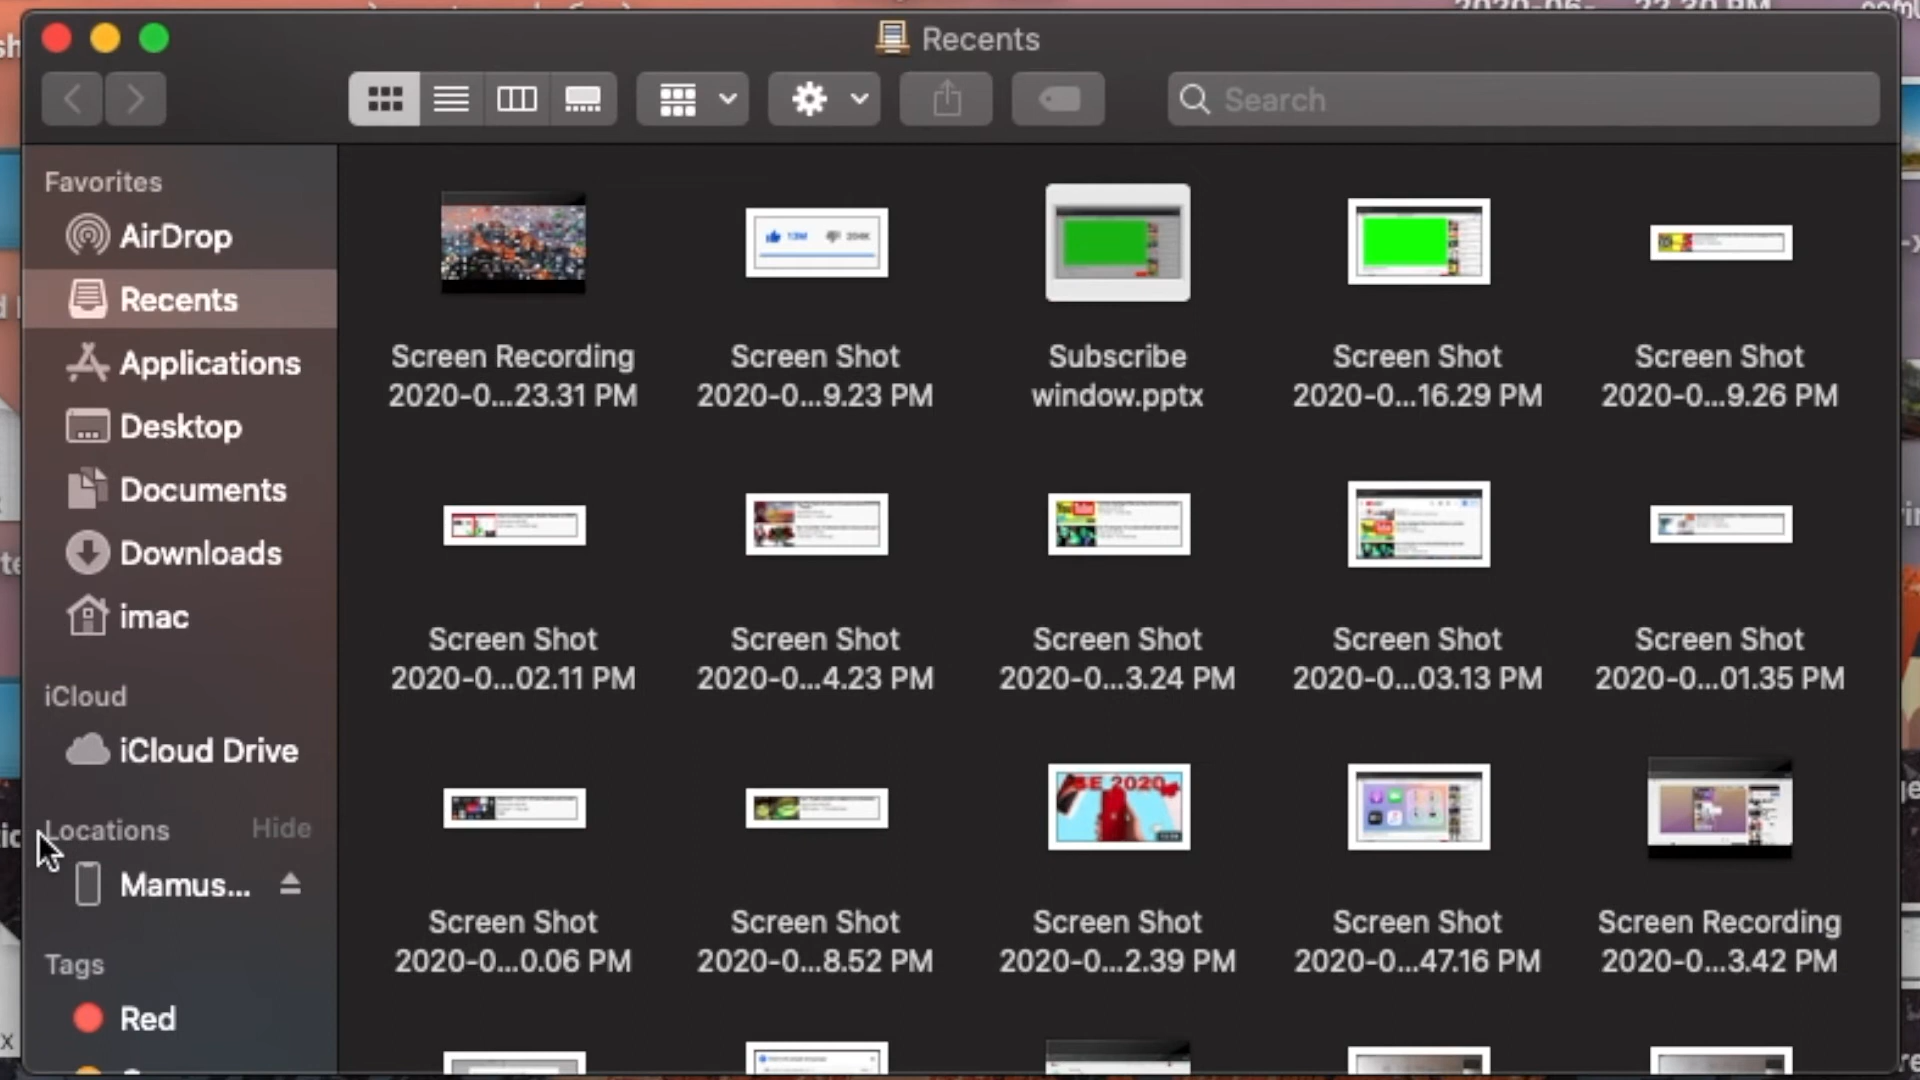 Recents
Search
Favorites
AirDrop
Recents
Applications
Desktop
Documents
Downloads
imac
iCloud
iCloud Drive
Locations Hide
Mamus...
Tags
Red
Screen Recording
2020-0...23.31 PM
Screen Shot
2020-0...9.23 PM
Subscribe
window.pptx
Screen Shot
2020-0...16.29 PM
Screen Shot
2020-0...9.26 PM
Screen Shot
2020-0...02.11 PM
Screen Shot
2020-0...4.23 PM
Screen Shot
2020-0...3.24 PM
Screen Shot
2020-0...03.13 PM
Screen Shot
2020-0...01.35 PM
Screen Shot
2020-0...0.06 PM
Screen Shot
2020-0...8.52 PM
SE 2020
Screen Shot
2020-0...2.39 PM
Screen Shot
2020-0...47.16 PM
Screen Recording
2020-0...3.42 PM